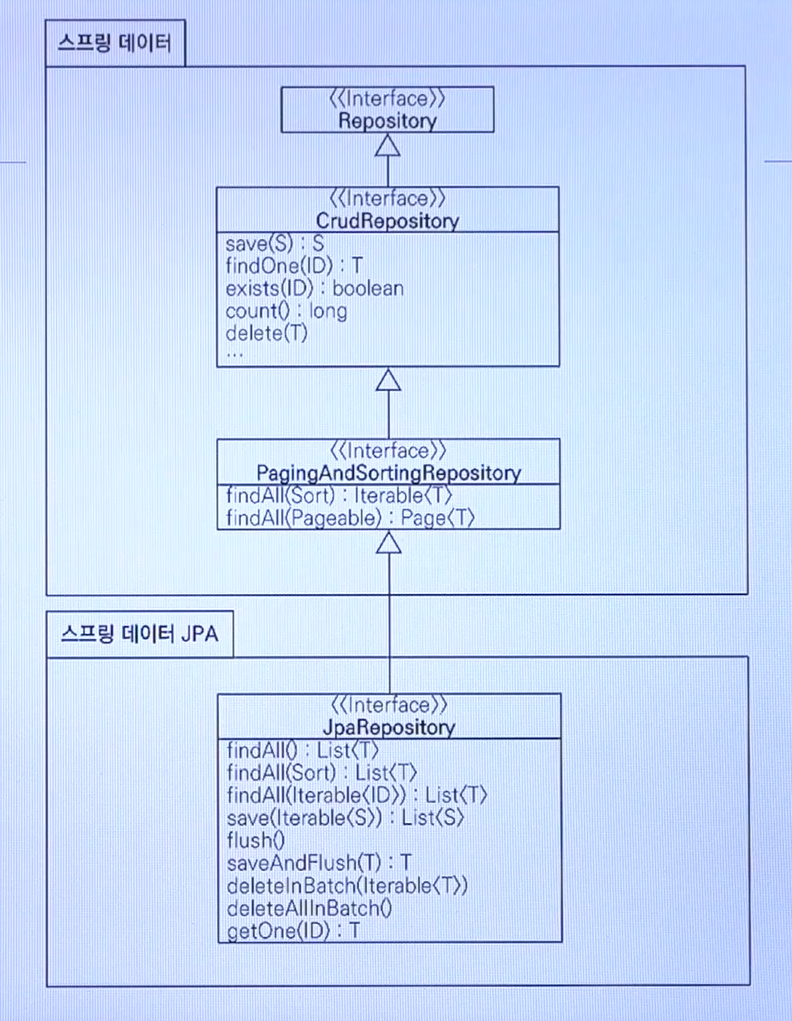 스프링 데이터
⟨⟨Interface⟩⟩
Repository
⟨⟨Interface⟩⟩
CrudRepository
save(S) : S
findOne(ID) : T
exists(ID) : boolean
count() : long
delete(T)
...
⟨⟨Interface⟩⟩
PagingAndSortingRepository
findAll(Sort) : Iterable⟨T⟩
findAll(Pageable) : Page⟨T⟩
스프링 데이터 JPA
⟨⟨Interface⟩⟩
JpaRepository
findAll() : List⟨T⟩
findAll(Sort) : List⟨T⟩
findAll(Iterable⟨ID⟩) : List⟨T⟩
save(Iterable⟨S⟩) : List⟨S⟩
flush()
saveAndFlush(T) : T
deleteInBatch(Iterable⟨T⟩)
deleteAllInBatch()
getOne(ID) : T